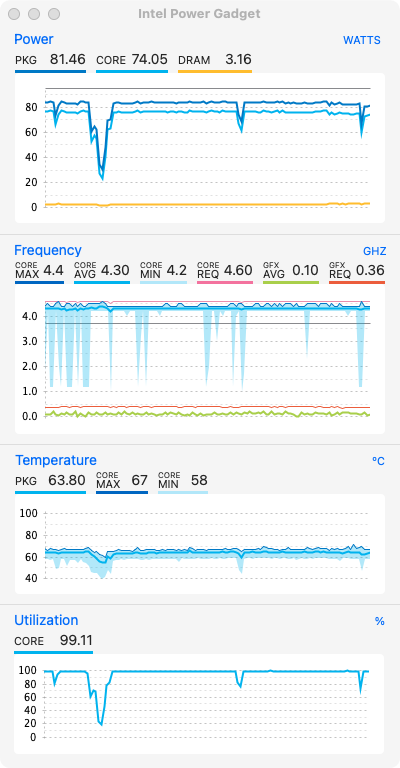 Intel Power Gadget
Power WATTS
PKG 81.46 CORE 74.05 DRAM 3.16
80
60
40
20
0
Frequency GHZ
CORE MAX 4.4 CORE AVG 4.30 CORE MIN 4.2 CORE REQ 4.60 GFX AVG 0.10 GFX REQ 0.36
4.0
3.0
2.0
1.0
0.0
Temperature °C
PKG 63.80 CORE MAX 67 CORE MIN 58
100
80
60
40
Utilization %
CORE 99.11
100
80
60
40
20
0